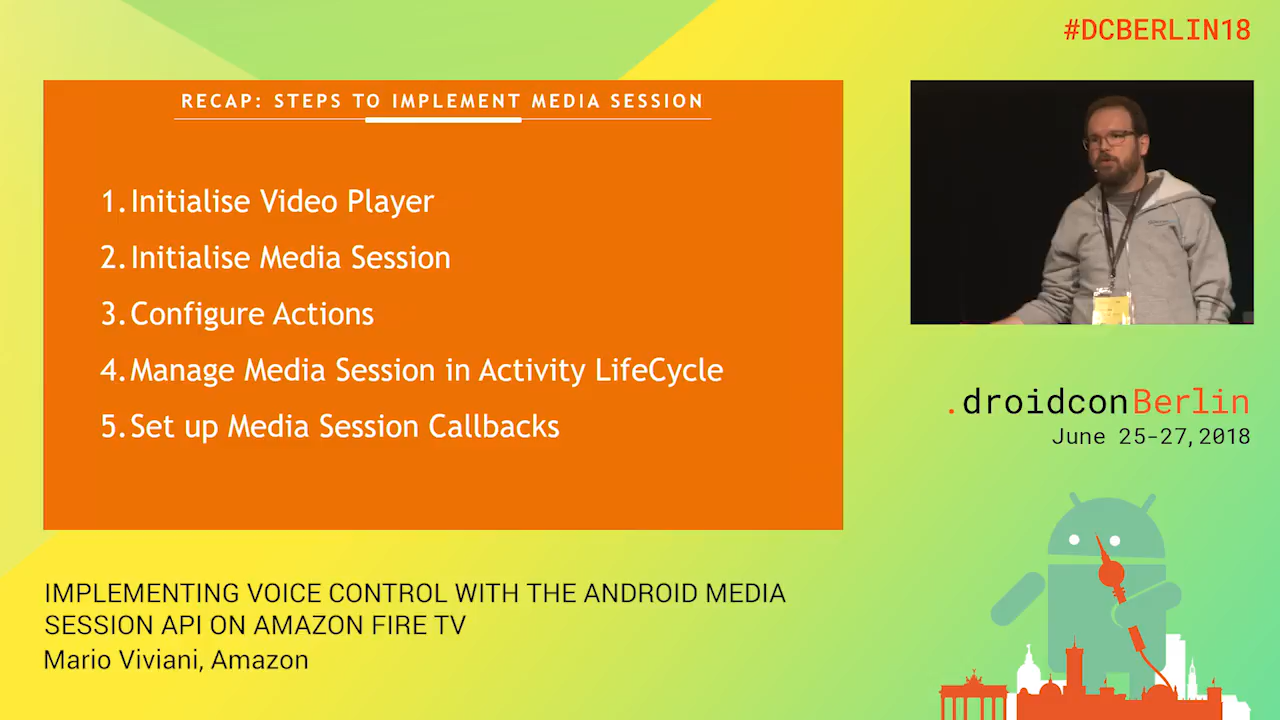 #DCBERLIN18
RECAP: STEPS TO IMPLEMENT MEDIA SESSION
1. Initialise Video Player
2. Initialise Media Session
3. Configure Actions
4. Manage Media Session in Activity LifeCycle
5. Set up Media Session Callbacks
.droidconBerlin
June 25-27, 2018
IMPLEMENTING VOICE CONTROL WITH THE ANDROID MEDIA
SESSION API ON AMAZON FIRE TV
Mario Viviani, Amazon